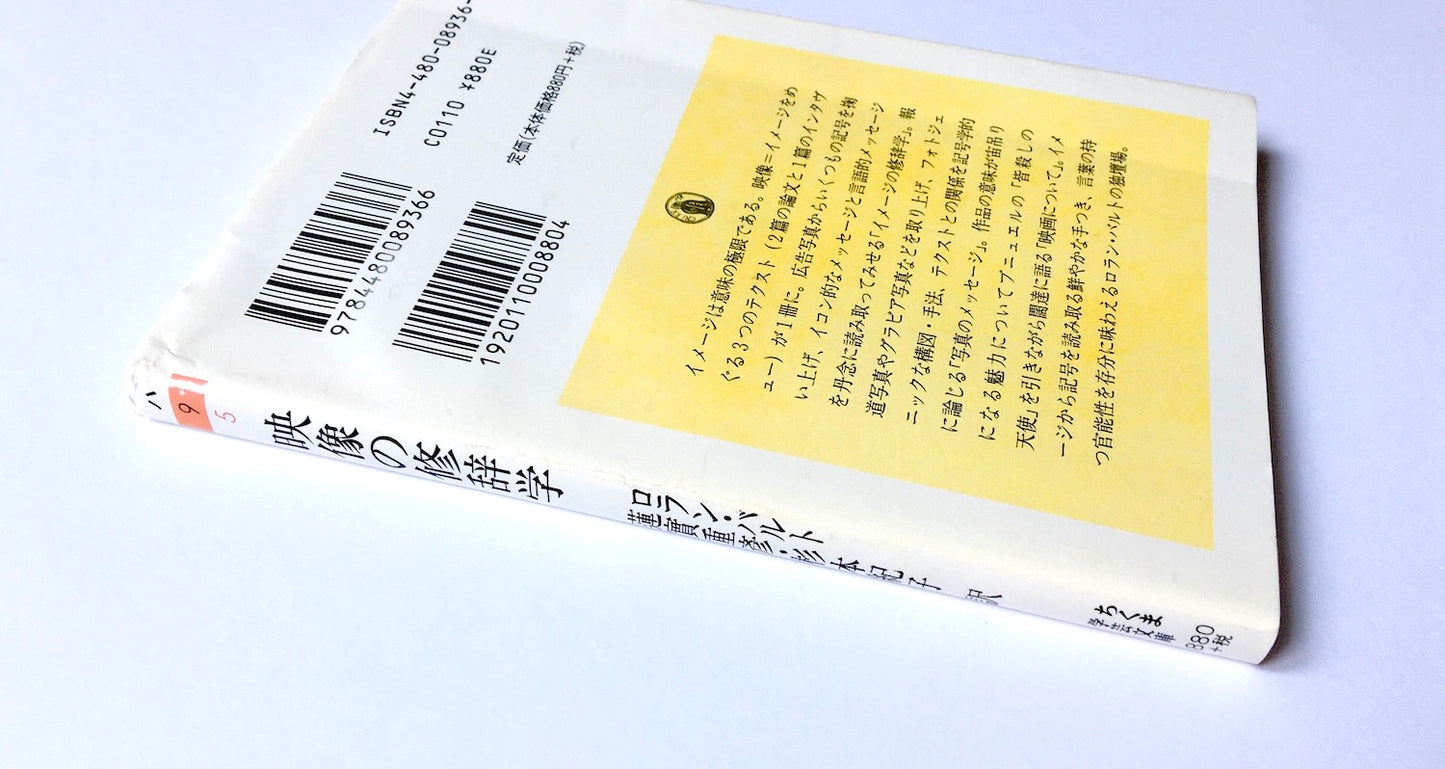 ISBN4-480-08936-
C0110 ¥880E
定価(本体価格880円+税)
9784480089366
1920110008804
イメージは意味の極限である。映像=イメージをめ
ぐる3つのテクスト(2篇の論文と1篇のインタヴ
ュー)が1冊に。広告写真からいくつもの記号を掬
い上げ、イコン的なメッセージと言語的メッセージ
を丹念に読み取ってみせる「イメージの修辞学」。報
道写真やグラビア写真などを取り上げ、フォトジェ
ニックな構図・手法、テクストとの関係を記号学的
に論じる「写真のメッセージ」。作品の意味が宙吊り
になる魅力についてブニュエルの「皆殺しの
天使」を引きながら闊達に語る「映画について」。イメ
ージから記号を読み取る鮮やかな手つき、言葉の持
つ官能性を存分に味わえるロラン・バルトの独壇場。
ハ
9
5
映像の修辞学
ロラン・バルト
蓮實重彦・杉本紀子 訳
ちくま
学芸文庫
880
+税